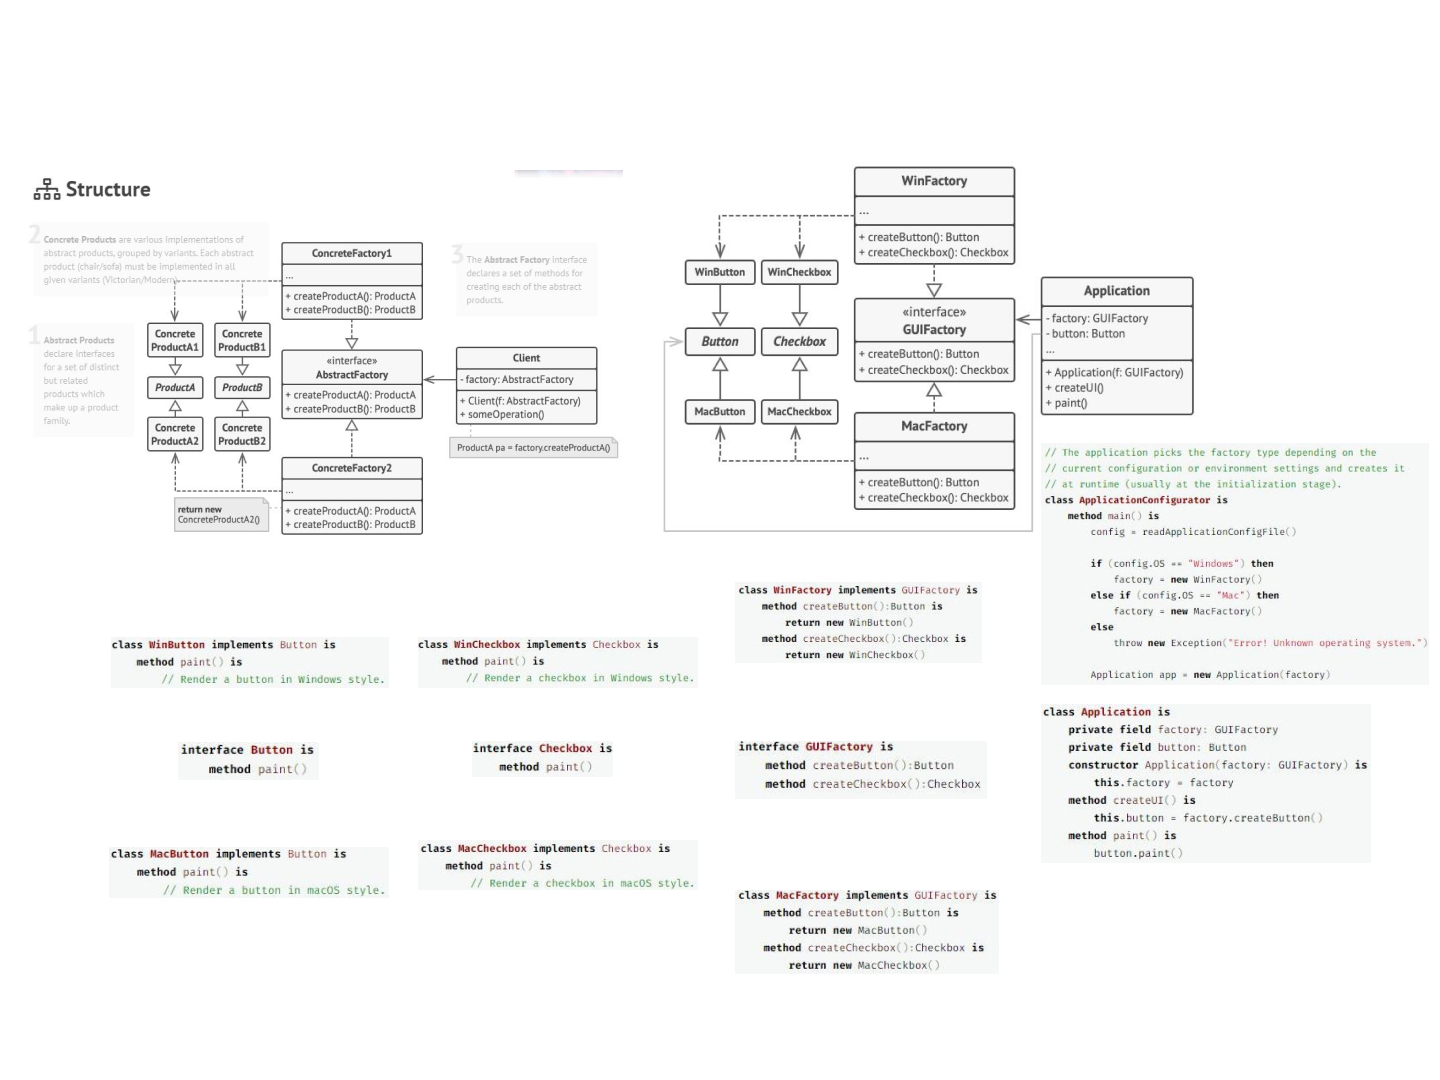 Structure
2
Concrete Products are various implementations of
abstract products, grouped by variants. Each abstract
product (chair/sofa) must be implemented in all
given variants (Victorian/Modern).
1
Abstract Products
declare interfaces
for a set of distinct
but related
products which
make up a product
family.
ConcreteFactory1
...
+ createProductA(): ProductA
+ createProductB(): ProductB
3
The Abstract Factory interface
declares a set of methods for
creating each of the abstract
products.
Concrete
ProductA1
Concrete
ProductB1
ProductA
ProductB
Concrete
ProductA2
Concrete
ProductB2
«interface»
AbstractFactory
+ createProductA(): ProductA
+ createProductB(): ProductB
Client
- factory: AbstractFactory
+ Client(f: AbstractFactory)
+ someOperation()
ProductA pa = factory.createProductA()
ConcreteFactory2
...
+ createProductA(): ProductA
+ createProductB(): ProductB
return new
ConcreteProductA2()
WinFactory
...
+ createButton(): Button
+ createCheckbox(): Checkbox
WinButton
WinCheckbox
Button
Checkbox
MacButton
MacCheckbox
«interface»
GUIFactory
+ createButton(): Button
+ createCheckbox(): Checkbox
MacFactory
...
+ createButton(): Button
+ createCheckbox(): Checkbox
Application
- factory: GUIFactory
- button: Button
...
+ Application(f: GUIFactory)
+ createUI()
+ paint()
// The application picks the factory type depending on the
// current configuration or environment settings and creates it
// at runtime (usually at the initialization stage).
class ApplicationConfigurator is
method main() is
config = readApplicationConfigFile()
if (config.OS == "Windows") then
factory = new WinFactory()
else if (config.OS == "Mac") then
factory = new MacFactory()
else
throw new Exception("Error! Unknown operating system.")
Application app = new Application(factory)
class WinButton implements Button is
method paint() is
// Render a button in Windows style.
class WinCheckbox implements Checkbox is
method paint() is
// Render a checkbox in Windows style.
class WinFactory implements GUIFactory is
method createButton():Button is
return new WinButton()
method createCheckbox():Checkbox is
return new WinCheckbox()
interface Button is
method paint()
interface Checkbox is
method paint()
interface GUIFactory is
method createButton():Button
method createCheckbox():Checkbox
class Application is
private field factory: GUIFactory
private field button: Button
constructor Application(factory: GUIFactory) is
this.factory = factory
method createUI() is
this.button = factory.createButton()
method paint() is
button.paint()
class MacButton implements Button is
method paint() is
// Render a button in macOS style.
class MacCheckbox implements Checkbox is
method paint() is
// Render a checkbox in macOS style.
class MacFactory implements GUIFactory is
method createButton():Button is
return new MacButton()
method createCheckbox():Checkbox is
return new MacCheckbox()